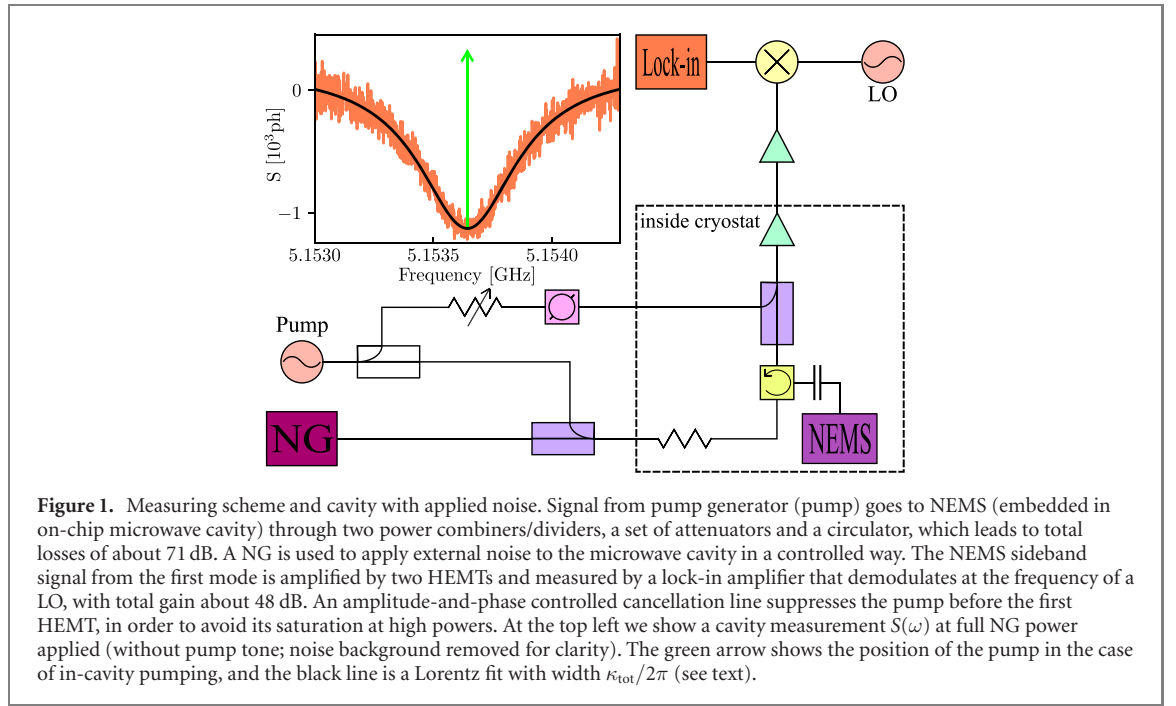 Lock-in
LO
0
S [10³ph]
−1
inside cryostat
5.1530
5.1535
5.1540
Frequency [GHz]
Pump
NG
NEMS
Figure 1. Measuring scheme and cavity with applied noise. Signal from pump generator (pump) goes to NEMS (embedded in
on-chip microwave cavity) through two power combiners/dividers, a set of attenuators and a circulator, which leads to total
losses of about 71 dB. A NG is used to apply external noise to the microwave cavity in a controlled way. The NEMS sideband
signal from the first mode is amplified by two HEMTs and measured by a lock-in amplifier that demodulates at the frequency of a
LO, with total gain about 48 dB. An amplitude-and-phase controlled cancellation line suppresses the pump before the first
HEMT, in order to avoid its saturation at high powers. At the top left we show a cavity measurement S(ω) at full NG power
applied (without pump tone; noise background removed for clarity). The green arrow shows the position of the pump in the case
of in-cavity pumping, and the black line is a Lorentz fit with width κtot/2π (see text).